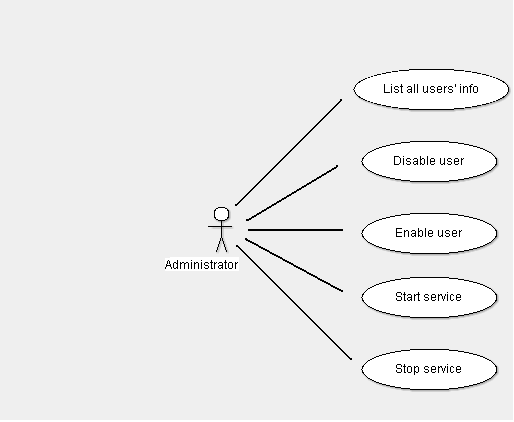 List all users' info
Disable user
Enable user
Administrator
Start service
Stop service